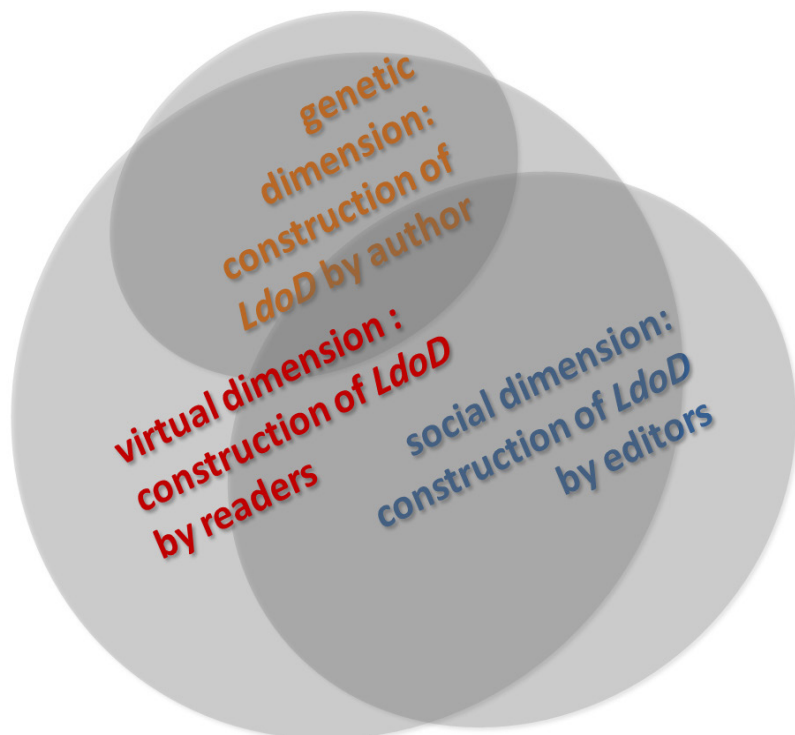 genetic
dimension:
construction of
LdoD by author
virtual dimension :
construction of LdoD
by readers
social dimension:
construction of LdoD
by editors